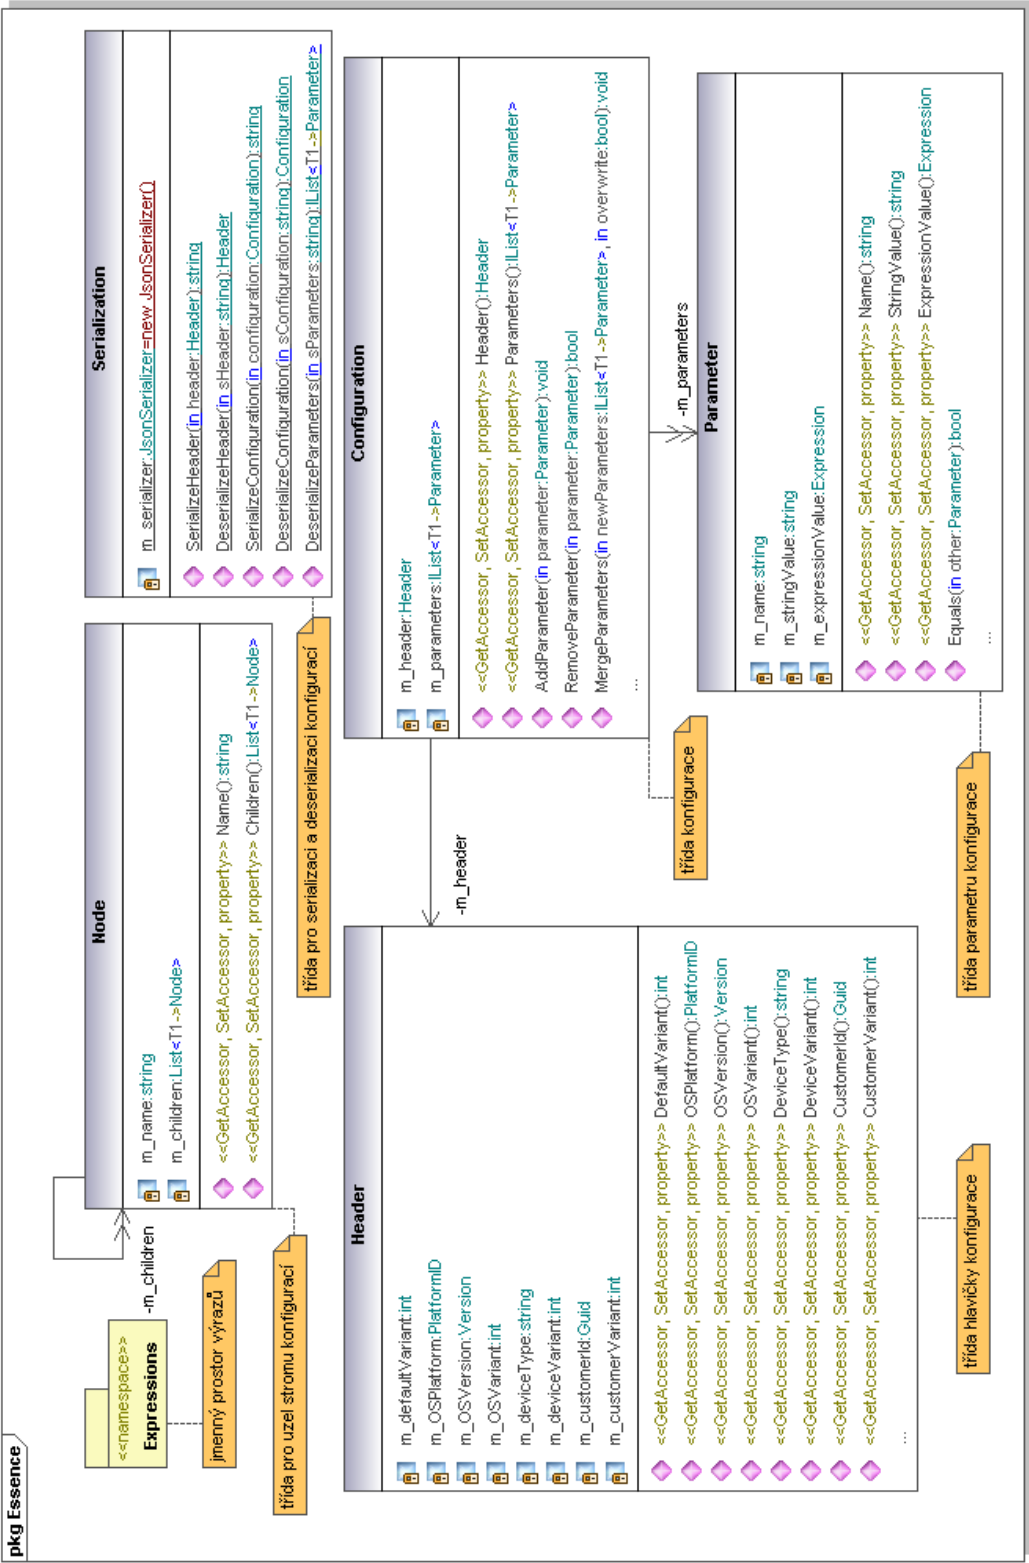 pkg Essence
<<namespace>>
Expressions
jmenný prostor výrazů
-m_children
Node
m_name:string
m_children:List<T1->Node>
<<GetAccessor, SetAccessor, property>> Name():string
<<GetAccessor, SetAccessor, property>> Children():List<T1->Node>
třída pro uzel stromu konfigurací
Serialization
m_serializer:JsonSerializer=new JsonSerializer()
SerializeHeader(in header:Header):string
DeserializeHeader(in sHeader:string):Header
SerializeConfiguration(in configuration:Configuration):string
DeserializeConfiguration(in sConfiguration:string):Configuration
DeserializeParameters(in sParameters:string):IList<T1->Parameter>
třída pro serializaci a deserializaci konfigurací
Header
m_defaultVariant:int
m_OSPlatform:PlatformID
m_OSVersion:Version
m_OSVariant:int
m_deviceType:string
m_deviceVariant:int
m_customerId:Guid
m_customerVariant:int
<<GetAccessor, SetAccessor, property>> DefaultVariant():int
<<GetAccessor, SetAccessor, property>> OSPlatform():PlatformID
<<GetAccessor, SetAccessor, property>> OSVersion():Version
<<GetAccessor, SetAccessor, property>> OSVariant():int
<<GetAccessor, SetAccessor, property>> DeviceType():string
<<GetAccessor, SetAccessor, property>> DeviceVariant():int
<<GetAccessor, SetAccessor, property>> CustomerId():Guid
<<GetAccessor, SetAccessor, property>> CustomerVariant():int
...
třída hlavičky konfigurace
-m_header
Configuration
m_header:Header
m_parameters:IList<T1->Parameter>
<<GetAccessor, SetAccessor, property>> Header():Header
<<GetAccessor, SetAccessor, property>> Parameters():IList<T1->Parameter>
AddParameter(in parameter:Parameter):void
RemoveParameter(in parameter:Parameter):bool
MergeParameters(in newParameters:IList<T1->Parameter>, in overwrite:bool):void
...
třída konfigurace
-m_parameters
Parameter
m_name:string
m_stringValue:string
m_expressionValue:Expression
<<GetAccessor, SetAccessor, property>> Name():string
<<GetAccessor, SetAccessor, property>> StringValue():string
<<GetAccessor, SetAccessor, property>> ExpressionValue():Expression
Equals(in other:Parameter):bool
...
třída parametru konfigurace